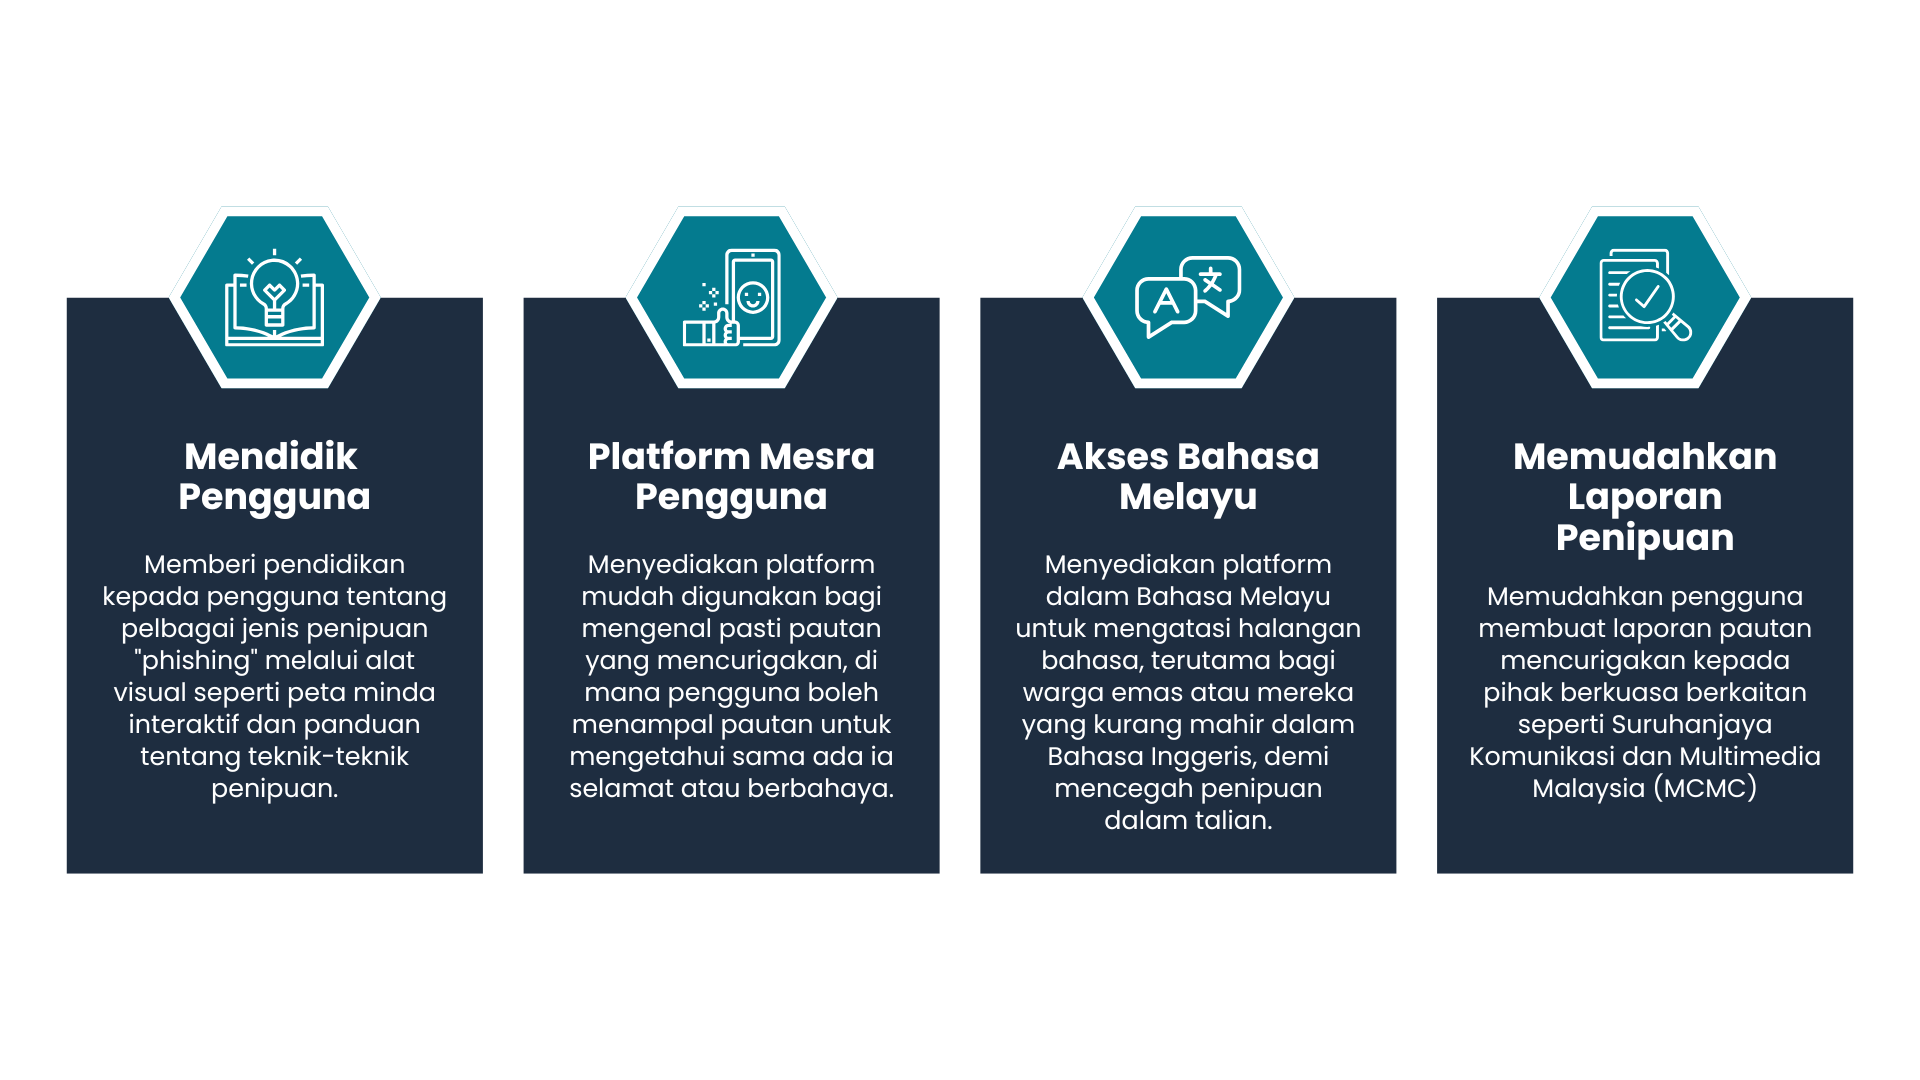 Mendidik
Pengguna
Memberi pendidikan
kepada pengguna tentang
pelbagai jenis penipuan
"phishing" melalui alat
visual seperti peta minda
interaktif dan panduan
tentang teknik-teknik
penipuan.
Platform Mesra
Pengguna
Menyediakan platform
mudah digunakan bagi
mengenal pasti pautan
yang mencurigakan, di
mana pengguna boleh
menampal pautan untuk
mengetahui sama ada ia
selamat atau berbahaya.
A 文
Akses Bahasa
Melayu
Menyediakan platform
dalam Bahasa Melayu
untuk mengatasi halangan
bahasa, terutama bagi
warga emas atau mereka
yang kurang mahir dalam
Bahasa Inggeris, demi
mencegah penipuan
dalam talian.
Memudahkan
Laporan
Penipuan
Memudahkan pengguna
membuat laporan pautan
mencurigakan kepada
pihak berkuasa berkaitan
seperti Suruhanjaya
Komunikasi dan Multimedia
Malaysia (MCMC)